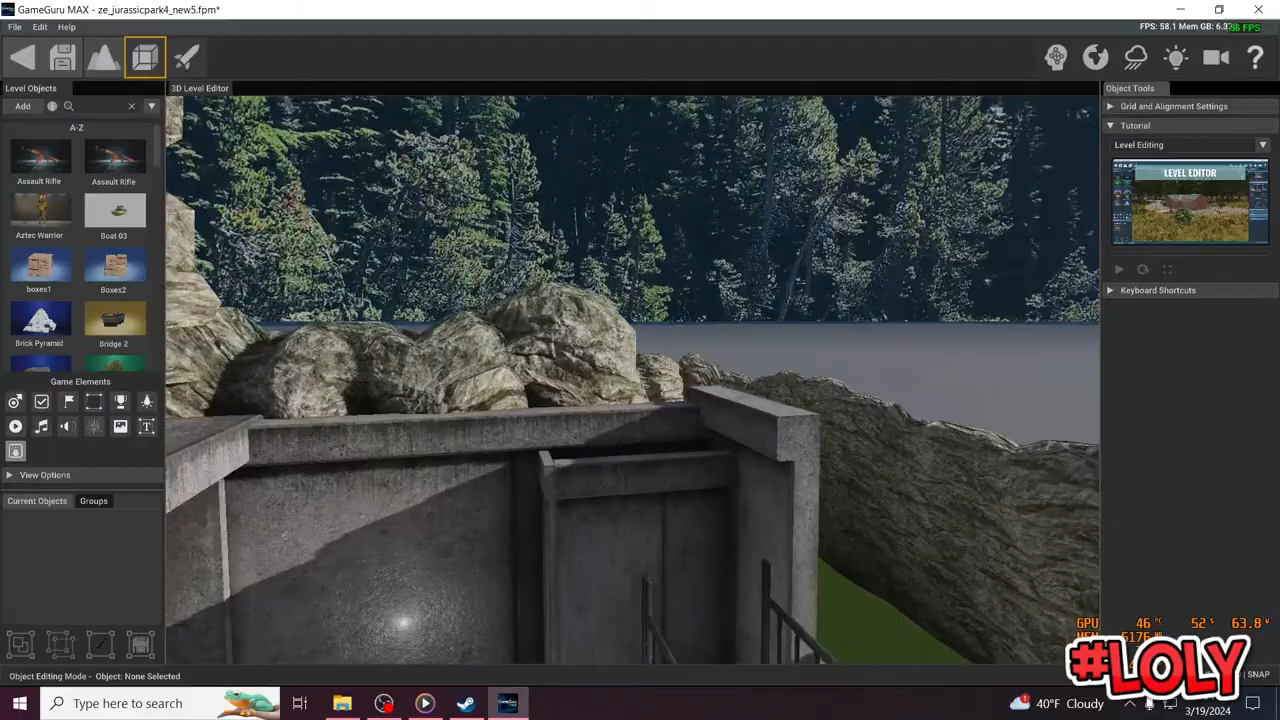 GameGuru MAX - ze_jurassicpark4_new5.fpm*
File Edit Help
FPS: 58.1 Mem GB: 6.3
FPS
Level Objects
3D Level Editor
Object Tools
Add
Grid and Alignment Settings
A-Z
Tutorial
Level Editing
LEVEL EDITOR
Assault Rifle Assault Rifle
Aztec Warrior Boat 03
boxes1 Boxes2
Keyboard Shortcuts
Brick Pyramid Bridge 2
Game Elements
View Options
Current Objects Groups
GPU 46 °C 52 % 63.8 W
#LOLY
Object Editing Mode - Object: None Selected
SNAP
Type here to search
40°F Cloudy
3/19/2024